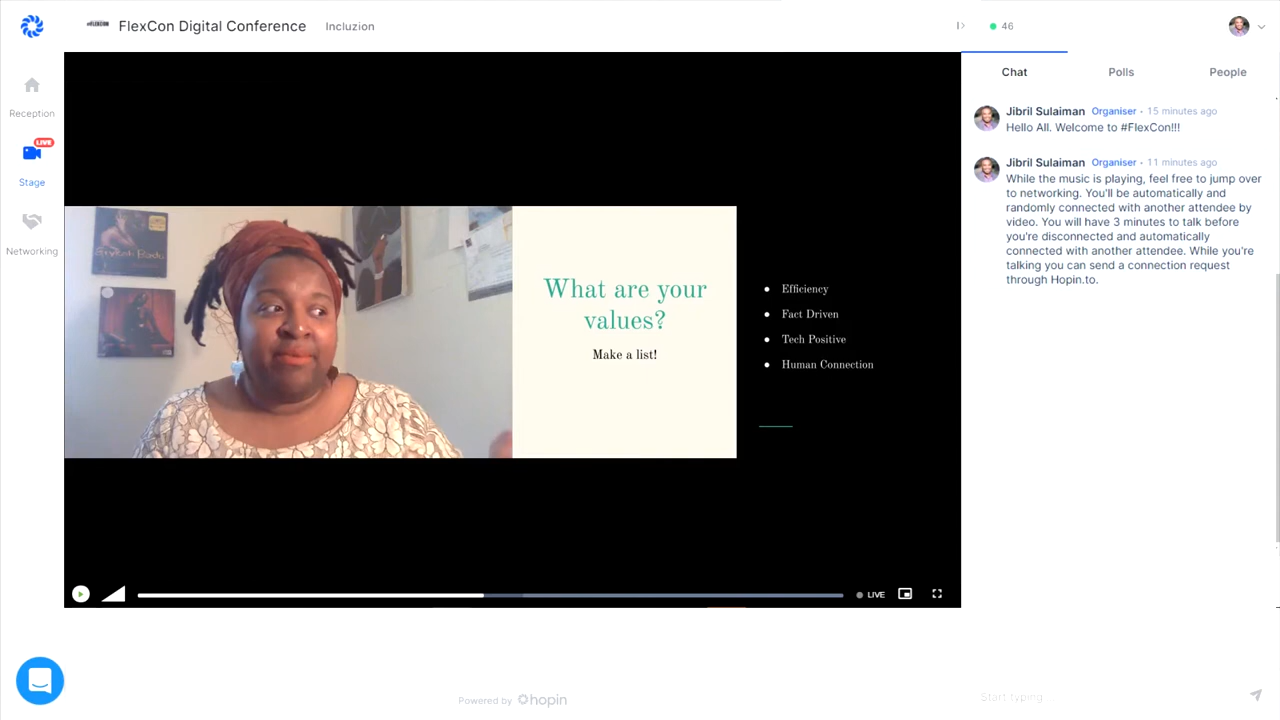 #FLEXCON
FlexCon Digital Conference
Incluzion
46
Reception
LIVE
Stage
Networking
What are your
values?
Make a list!
Efficiency
Fact Driven
Tech Positive
Human Connection
LIVE
Powered by hopin
Chat
Polls
People
Jibril Sulaiman Organiser • 15 minutes ago
Hello All. Welcome to #FlexCon!!!
Jibril Sulaiman Organiser • 11 minutes ago
While the music is playing, feel free to jump over
to networking. You'll be automatically and
randomly connected with another attendee by
video. You will have 3 minutes to talk before
you're disconnected and automatically
connected with another attendee. While you're
talking you can send a connection request
through Hopin.to.
Start typing...